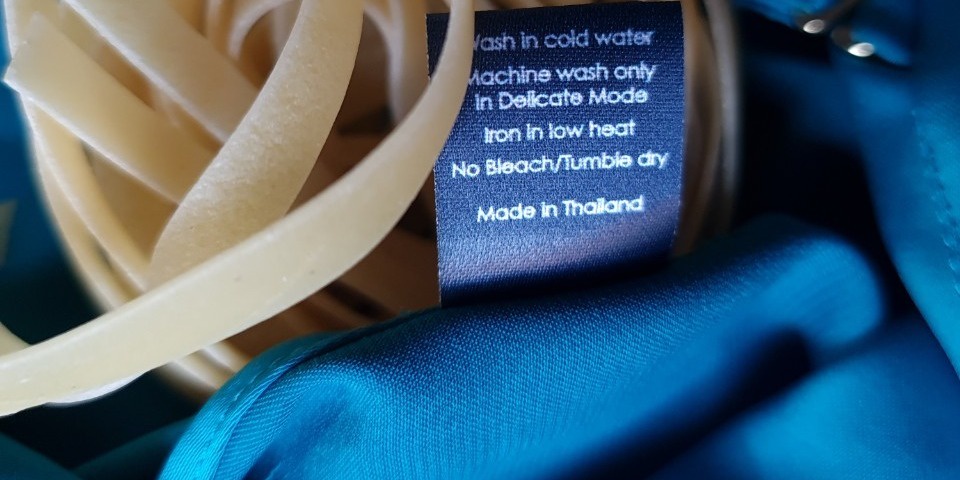 Wash in cold water
Machine wash only
in Delicate Mode
Iron in low heat
No Bleach/Tumble dry
Made in Thailand